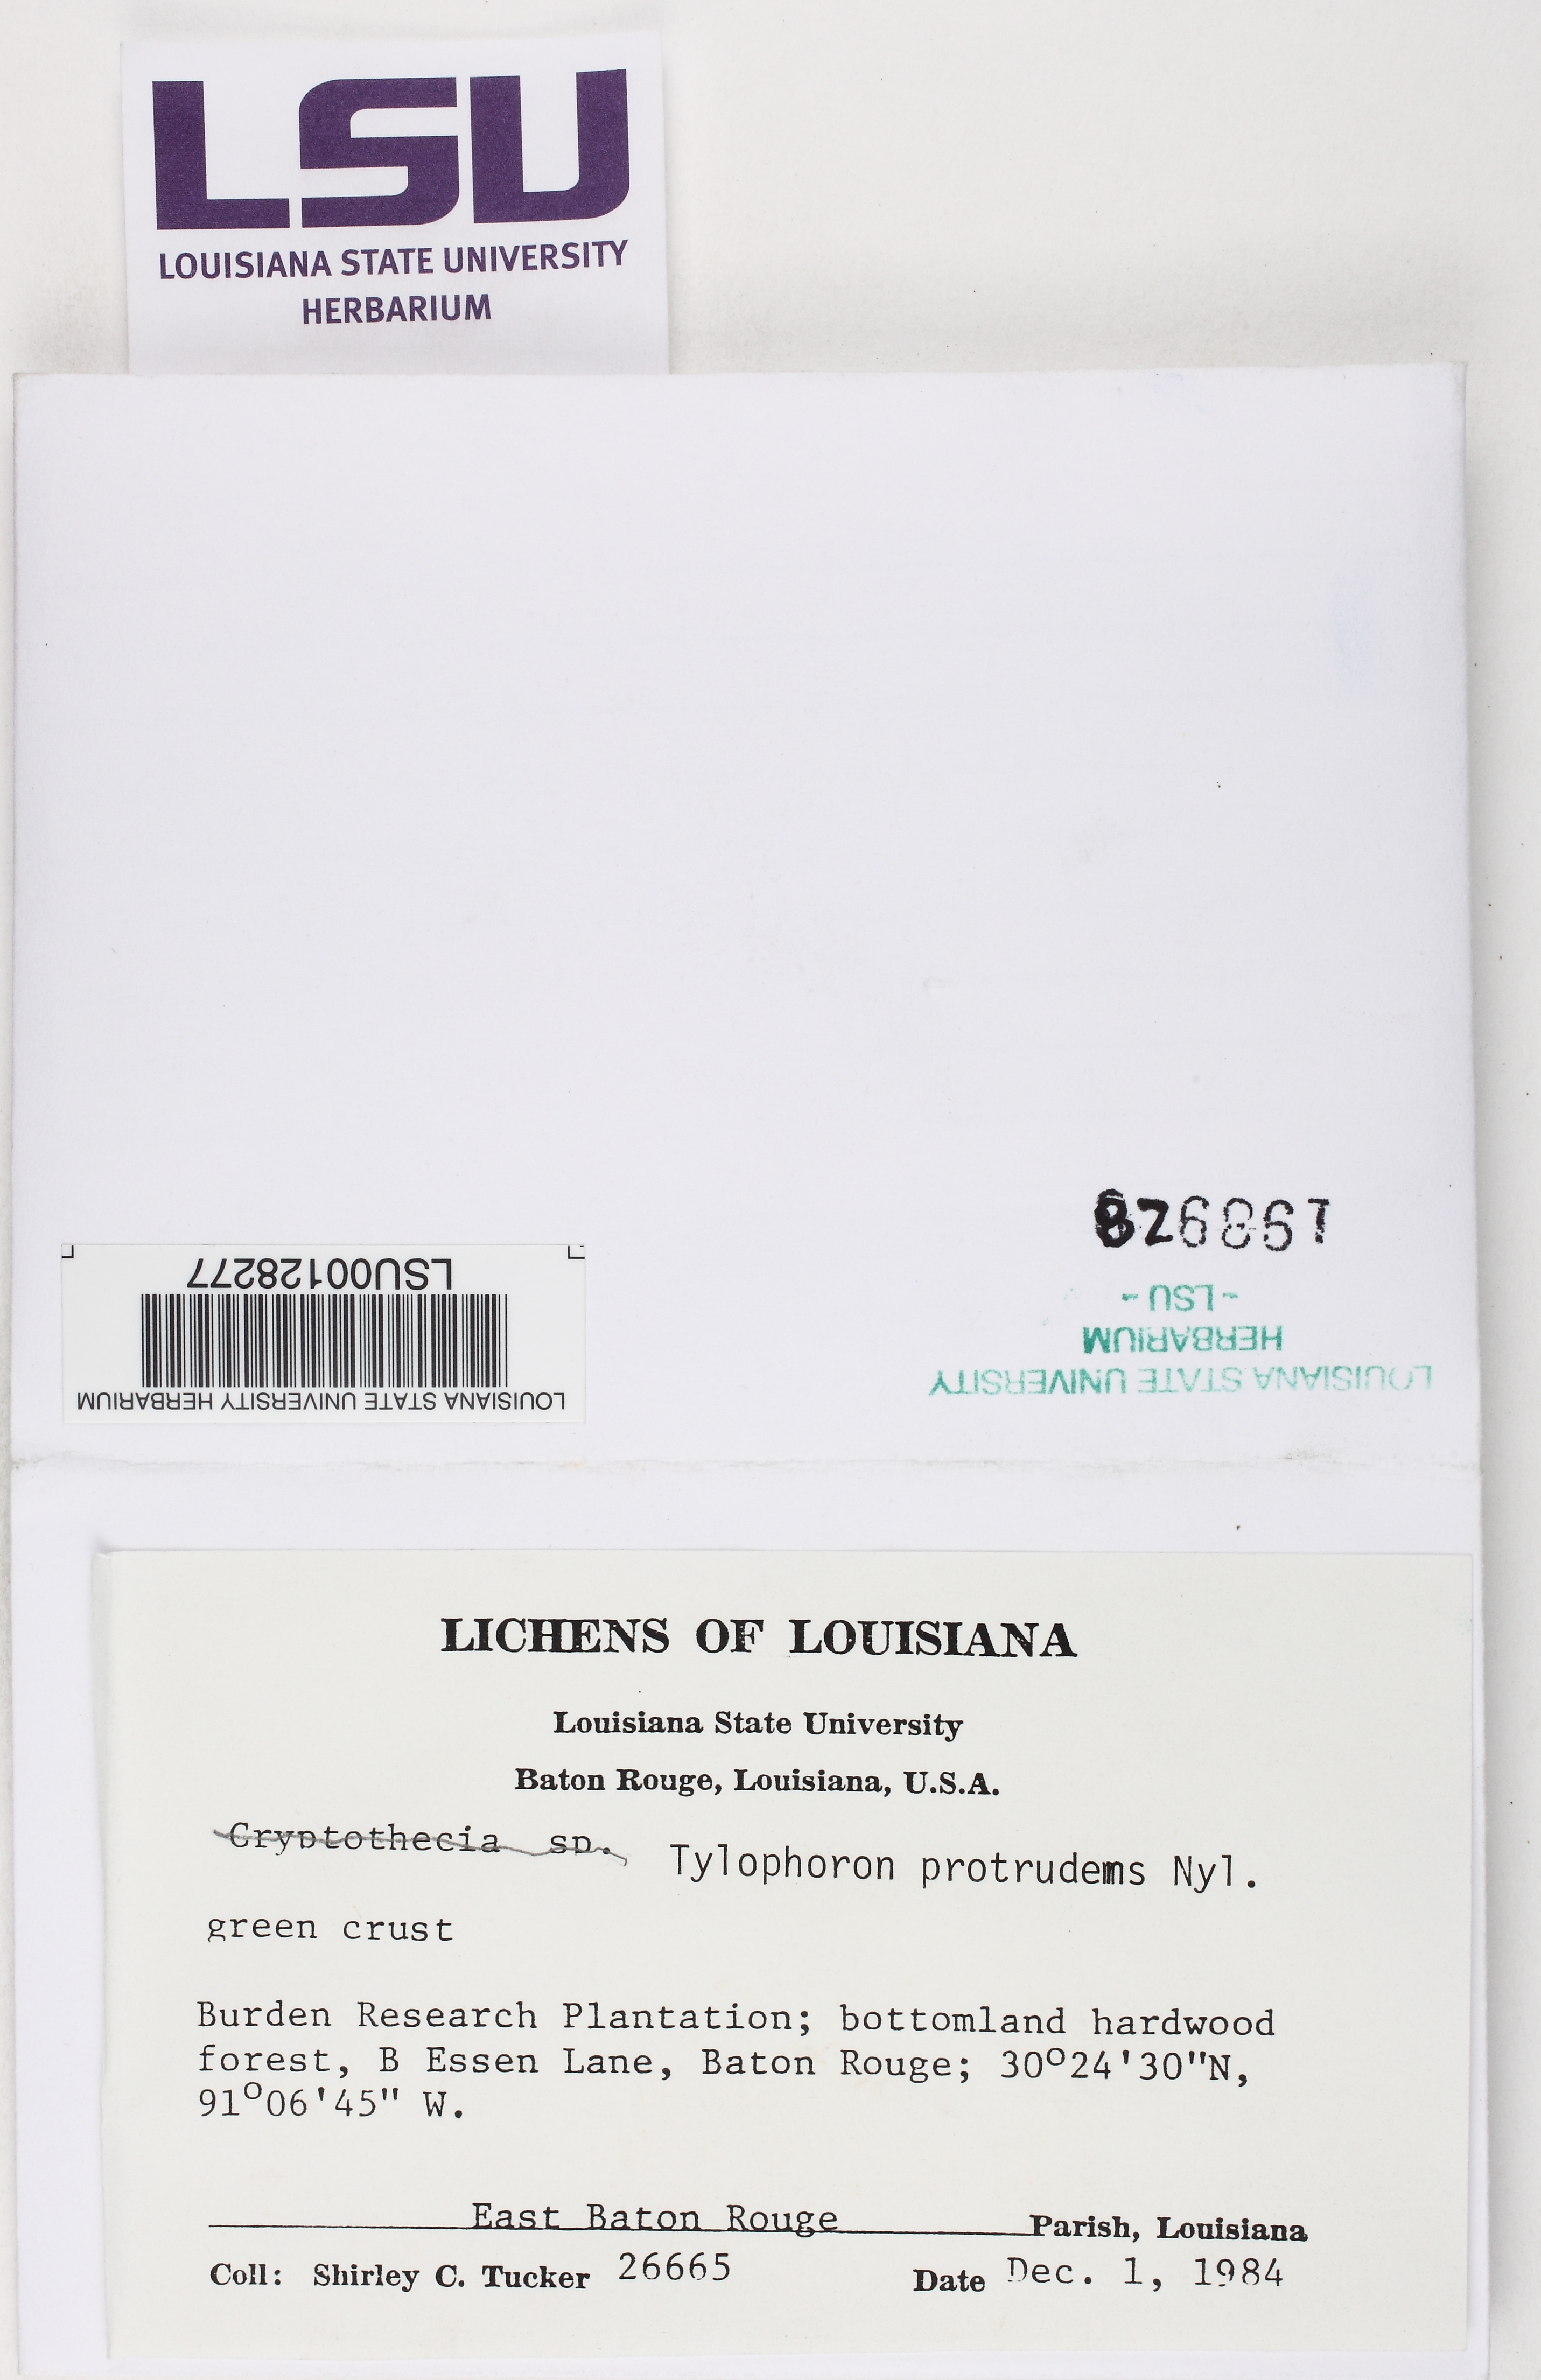 LSU
LOUISIANA STATE UNIVERSITY
HERBARIUM
LOUISIANA STATE UNIVERSITY HERBARIUM
LSU00128277
LOUISIANA STATE UNIVERSITY
HERBARIUM
- LSU -
LICHENS OF LOUISIANA
Louisiana State University
Baton Rouge, Louisiana, U.S.A.
Cryptothecia sp. Tylophoron protrudens Nyl.
green crust
Burden Research Plantation; bottomland hardwood
forest, B Essen Lane, Baton Rouge; 30°24'30"N,
91°06'45" W.
East Baton Rouge Parish, Louisiana
Coll: Shirley C. Tucker 26665 Date Dec. 1, 1984